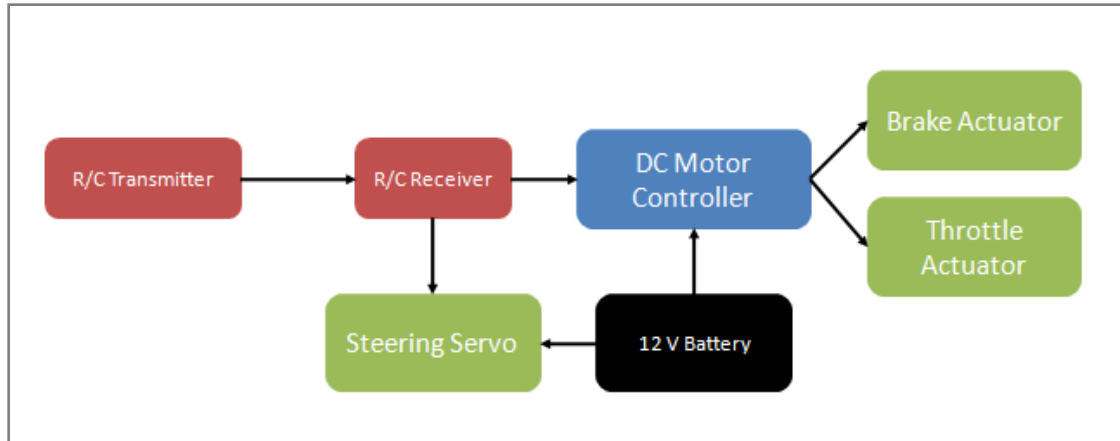 R/C Transmitter
R/C Receiver
DC Motor
Controller
Brake Actuator
Throttle
Actuator
Steering Servo
12 V Battery